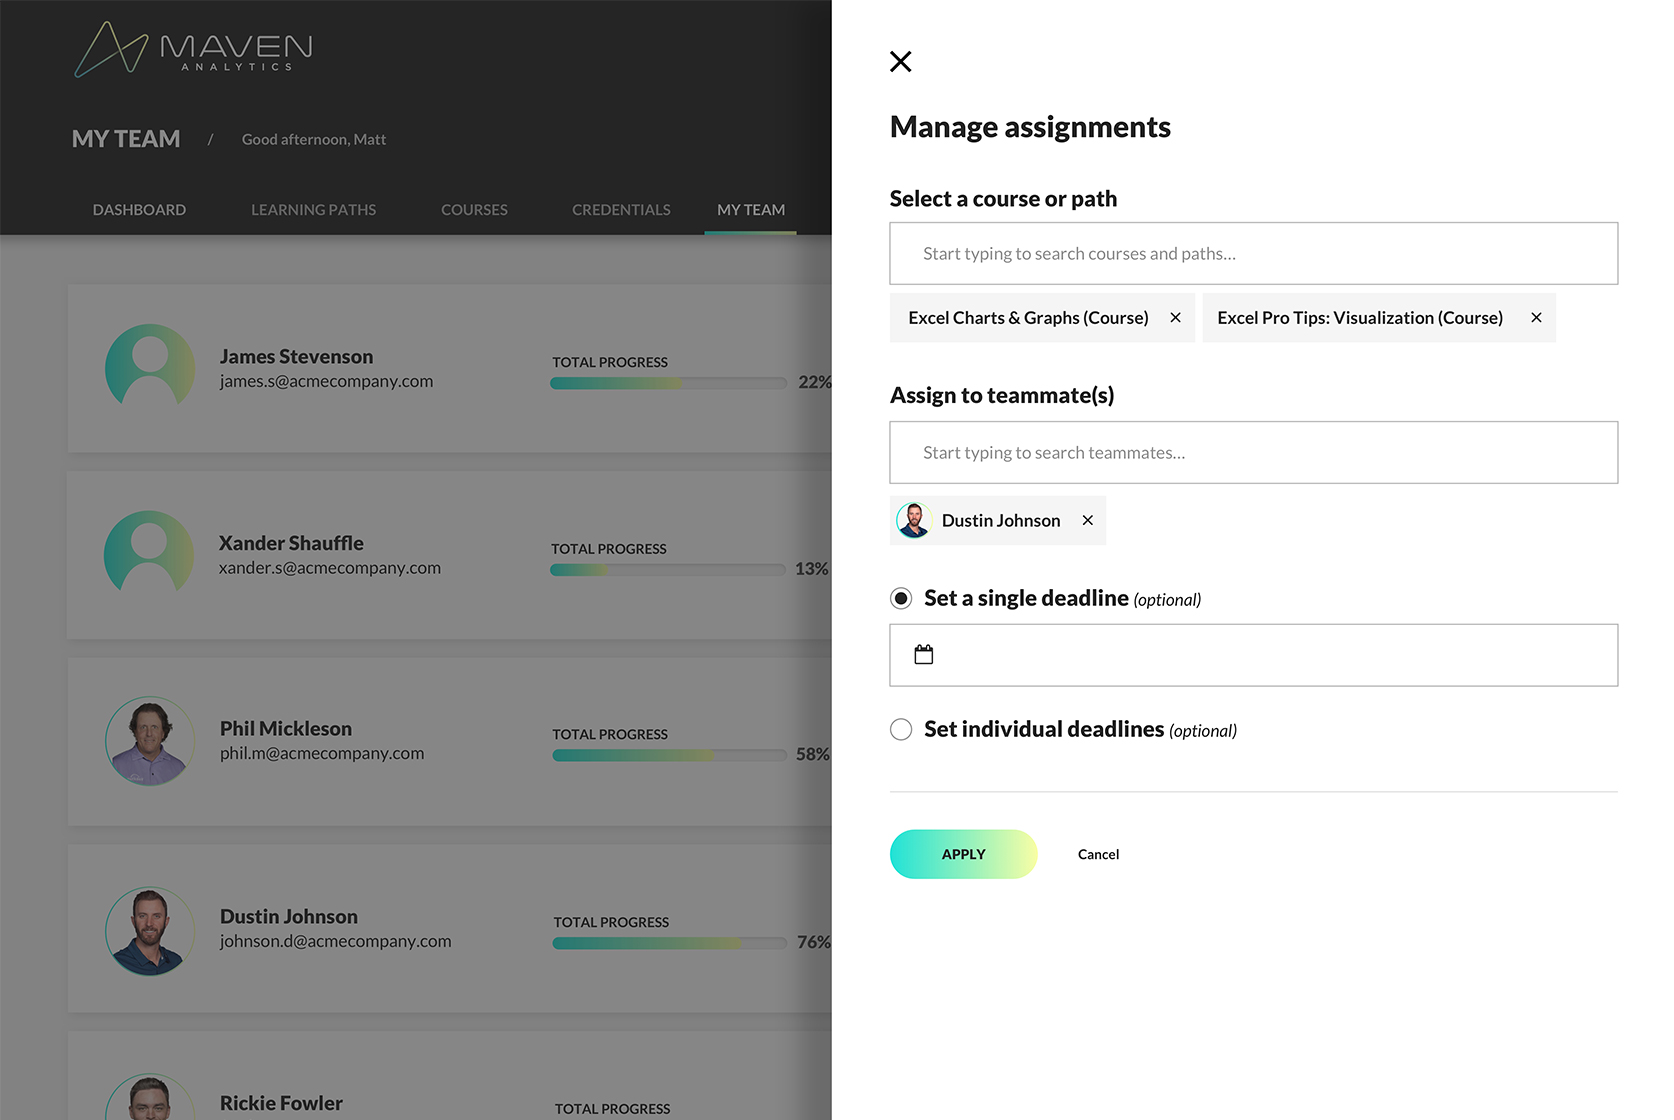 MAVEN
ANALYTICS
MY TEAM / Good afternoon, Matt
DASHBOARD LEARNING PATHS COURSES CREDENTIALS MY TEAM
James Stevenson
james.s@acmecompany.com
TOTAL PROGRESS
22%
Xander Shauffle
xander.s@acmecompany.com
TOTAL PROGRESS
13%
Phil Mickleson
phil.m@acmecompany.com
TOTAL PROGRESS
58%
Dustin Johnson
johnson.d@acmecompany.com
TOTAL PROGRESS
76%
Rickie Fowler
TOTAL PROGRESS
Manage assignments
Select a course or path
Start typing to search courses and paths...
Excel Charts & Graphs (Course) × Excel Pro Tips: Visualization (Course) ×
Assign to teammate(s)
Start typing to search teammates...
Dustin Johnson ×
Set a single deadline (optional)
Set individual deadlines (optional)
APPLY Cancel